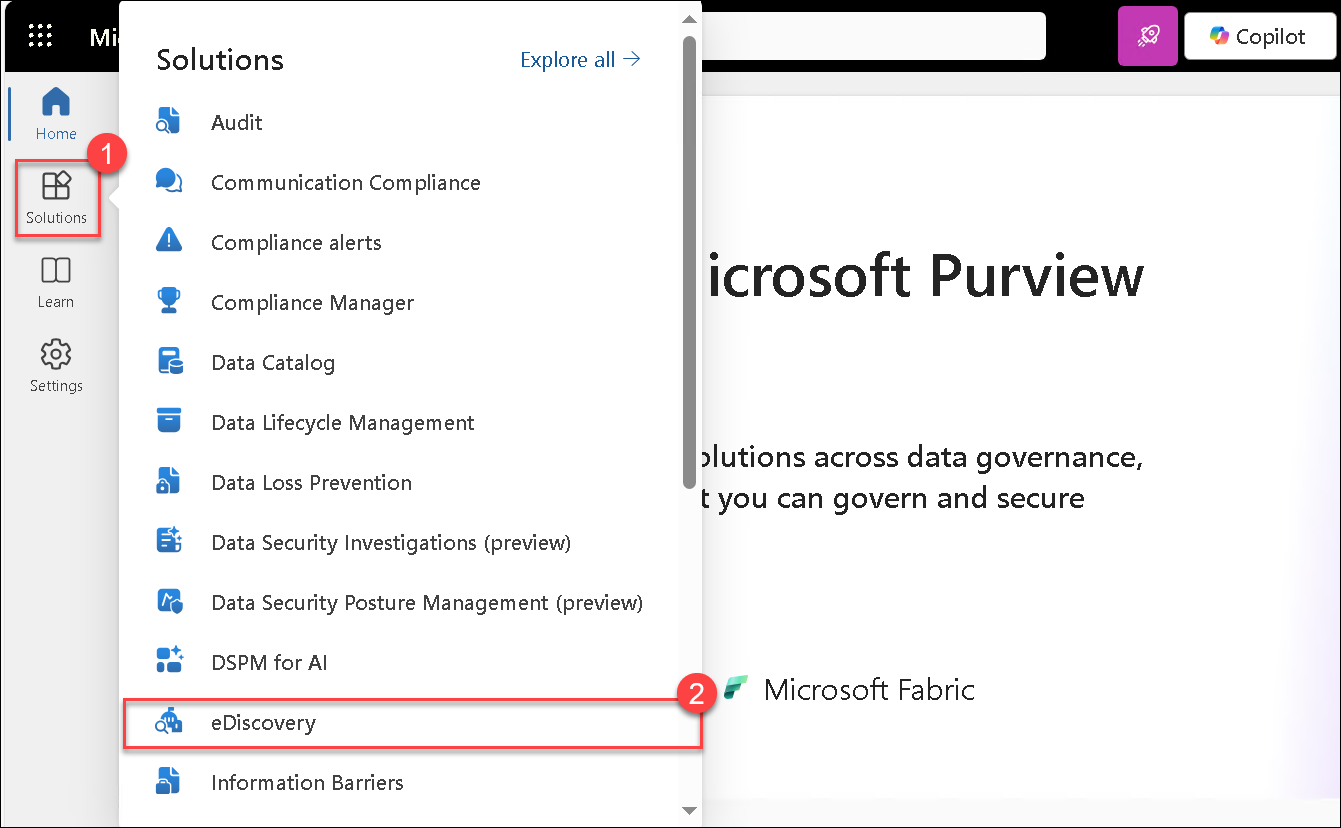 Mi
Copilot
Home
1
Solutions
Learn
Settings
Solutions
Explore all →
Audit
Communication Compliance
Compliance alerts
Compliance Manager
Data Catalog
Data Lifecycle Management
Data Loss Prevention
Data Security Investigations (preview)
Data Security Posture Management (preview)
DSPM for AI
eDiscovery
2
Information Barriers
icrosoft Purview
olutions across data governance,
t you can govern and secure
Microsoft Fabric